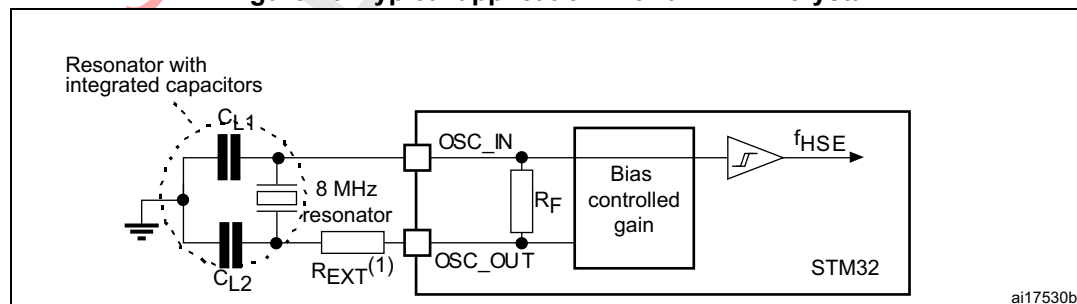 Resonator with
integrated capacitors
CL1
OSC_IN
fHSE
8 MHz
resonator
RF
Bias
controlled
gain
REXT(1)
OSC_OUT
STM32
CL2
ai17530b